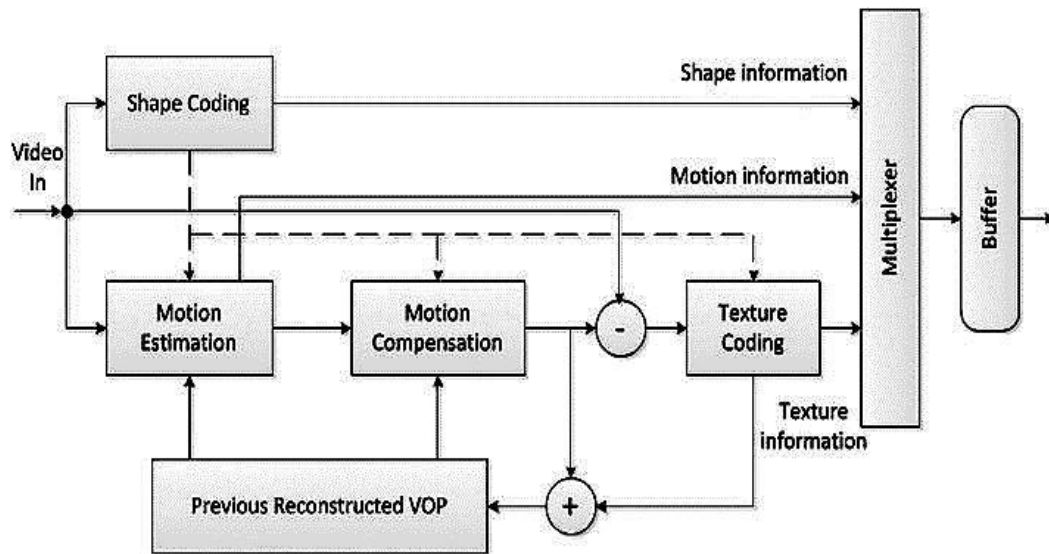 Shape information
Shape Coding
Video
In
Motion information
Multiplexer
Buffer
Motion
Estimation
Motion
Compensation
-
Texture
Coding
Texture
information
Previous Reconstructed VOP
+